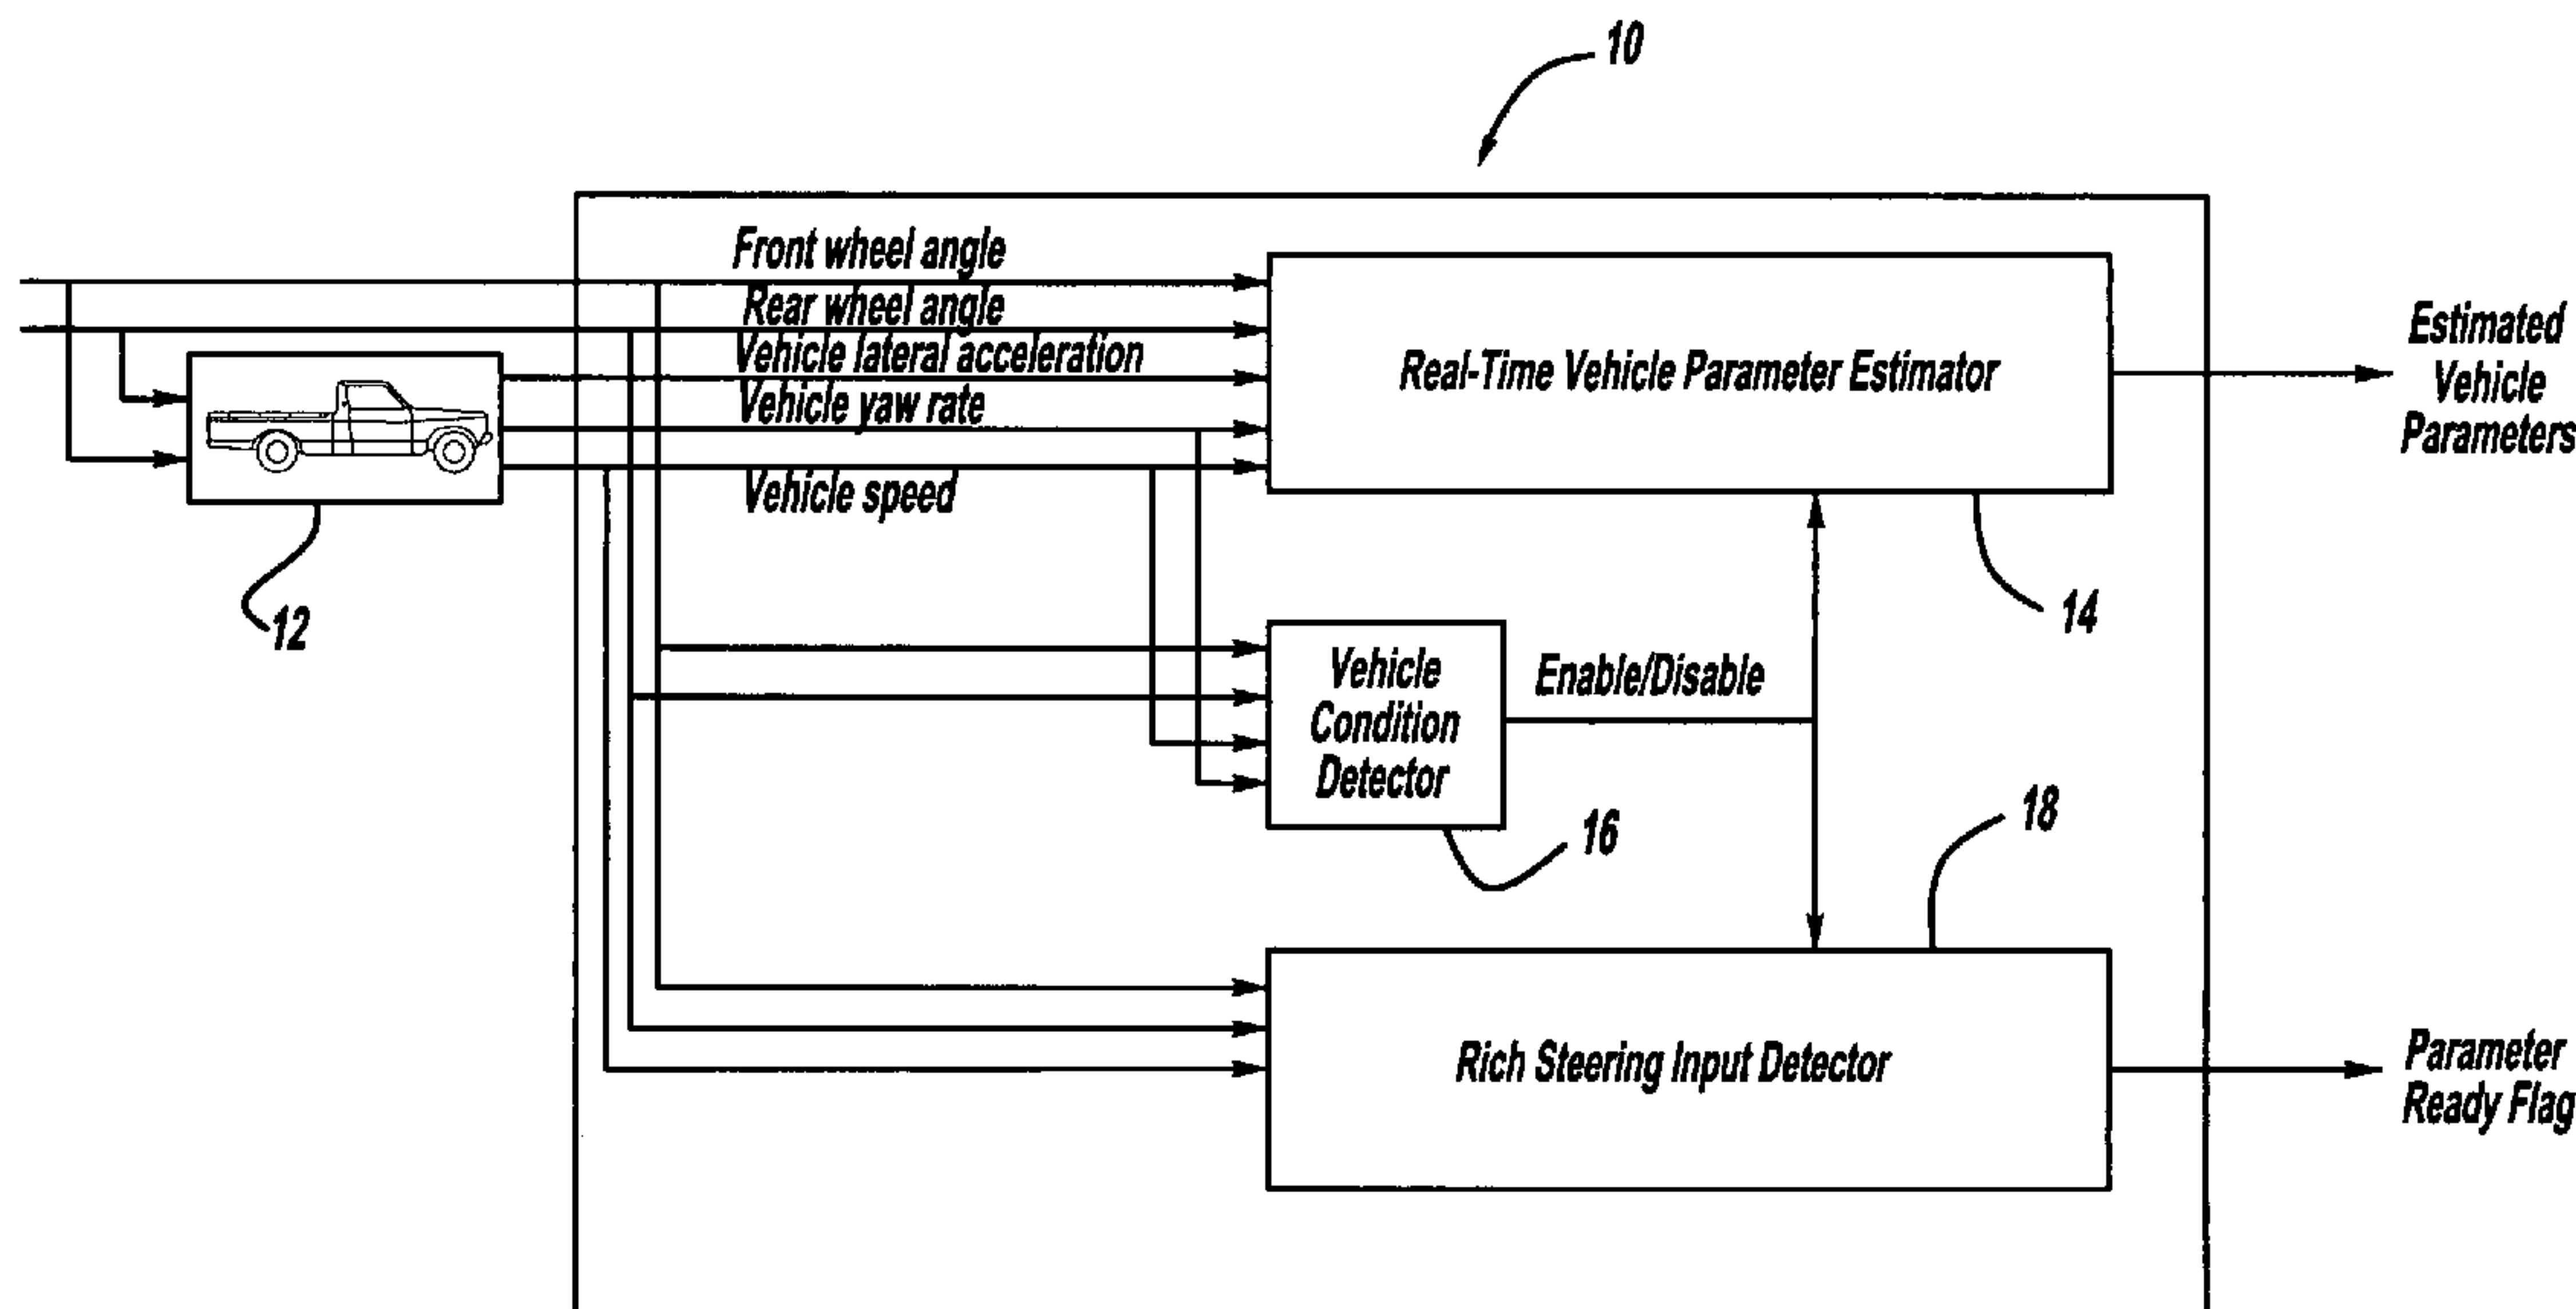 10
Front wheel angle
Rear wheel angle
Vehicle lateral acceleration
Vehicle yaw rate
Vehicle speed
Real-Time Vehicle Parameter Estimator
Estimated
Vehicle
Parameters
12
14
Vehicle
Condition
Detector
Enable/Disable
16
18
Rich Steering Input Detector
Parameter
Ready Flag